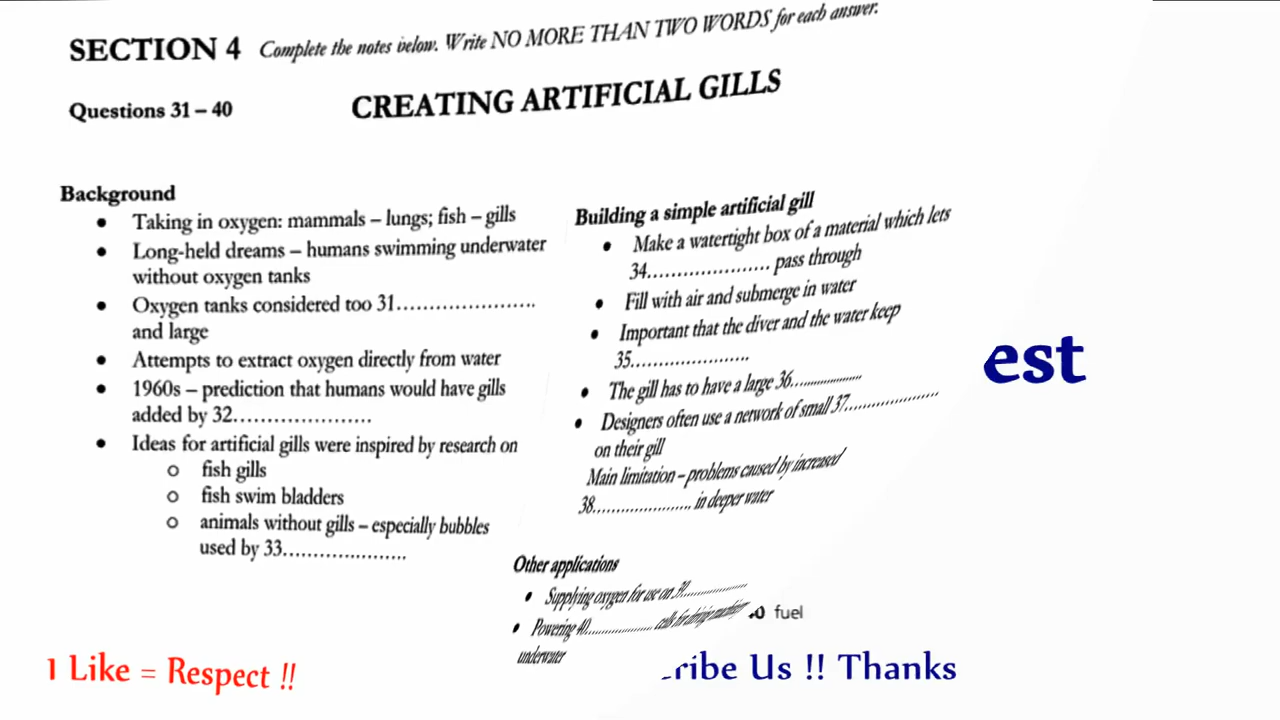 SECTION 4 Complete the notes below. Write NO MORE THAN TWO WORDS for each answer.
Questions 31 – 40
CREATING ARTIFICIAL GILLS
Background
• Taking in oxygen: mammals – lungs; fish – gills
• Long-held dreams – humans swimming underwater
without oxygen tanks
• Oxygen tanks considered too 31.......................
and large
• Attempts to extract oxygen directly from water
• 1960s – prediction that humans would have gills
added by 32.......................
• Ideas for artificial gills were inspired by research on
o fish gills
o fish swim bladders
o animals without gills – especially bubbles
used by 33.....................
Building a simple artificial gill
• Make a watertight box of a material which lets
34..................... pass through
• Fill with air and submerge in water
• Important that the diver and the water keep
35.....................
• The gill has to have a large 36.....................
• Designers often use a network of small 37.....................
on their gill
Main limitation – problems caused by increased
38..................... in deeper water
Other applications
• Supplying oxygen for use on 39.....................
• Powering 40..................... cells for driving machinery
underwater
0 fuel
est
1 Like = Respect !!
ribe Us !! Thanks